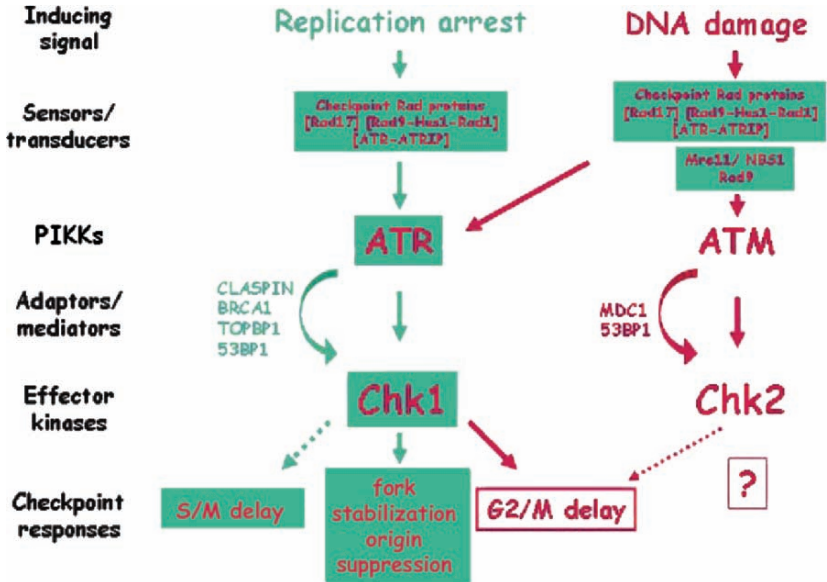 Inducing
signal
Replication arrest
DNA damage
Sensors/
transducers
Checkpoint Rad proteins
[Rad17] [Rad9-Hus1-Rad1]
[ATR-ATRIP]
Checkpoint Rad proteins
[Rad17] [Rad9-Hus1-Rad1]
[ATR-ATRIP]
Mre11/ NBS1
Rad9
PIKKs
ATR
ATM
Adaptors/
mediators
CLASPIN
BRCA1
TOPBP1
53BP1
MDC1
53BP1
Effector
kinases
Chk1
Chk2
Checkpoint
responses
S/M delay
fork
stabilization
origin
suppression
G2/M delay
?